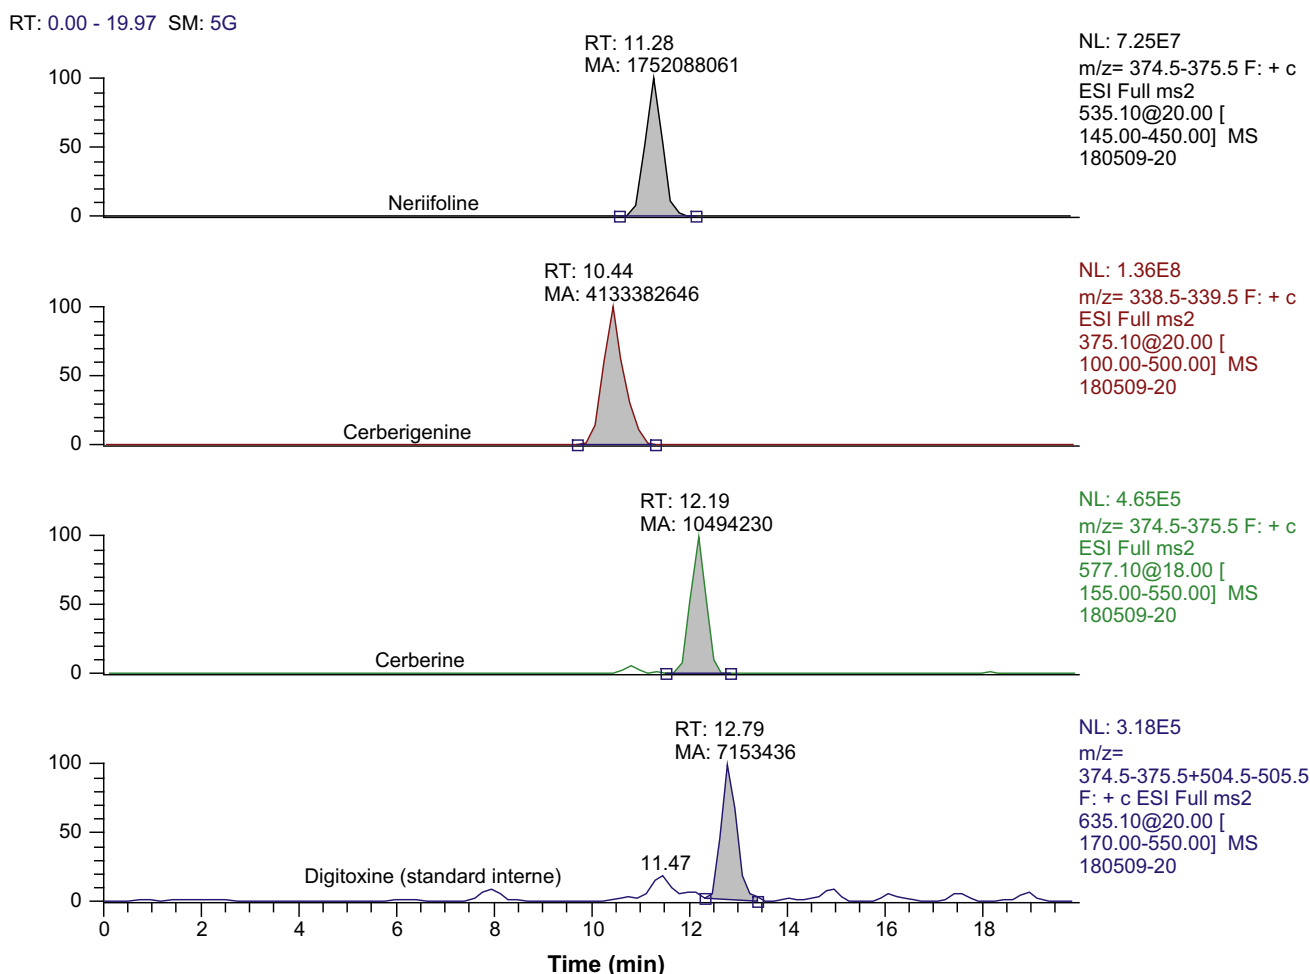 RT: 0.00 - 19.97 SM: 5G
RT: 11.28
MA: 1752088061
100
50
0
Neriifoline
NL: 7.25E7
m/z= 374.5-375.5 F: + c
ESI Full ms2
535.10@20.00 [
145.00-450.00] MS
180509-20
RT: 10.44
MA: 4133382646
100
50
0
Cerberigenine
NL: 1.36E8
m/z= 338.5-339.5 F: + c
ESI Full ms2
375.10@20.00 [
100.00-500.00] MS
180509-20
RT: 12.19
MA: 10494230
100
50
0
Cerberine
NL: 4.65E5
m/z= 374.5-375.5 F: + c
ESI Full ms2
577.10@18.00 [
155.00-550.00] MS
180509-20
RT: 12.79
MA: 7153436
100
50
0
11.47
Digitoxine (standard interne)
NL: 3.18E5
m/z=
374.5-375.5+504.5-505.5
F: + c ESI Full ms2
635.10@20.00 [
170.00-550.00] MS
180509-20
0 2 4 6 8 10 12 14 16 18
Time (min)